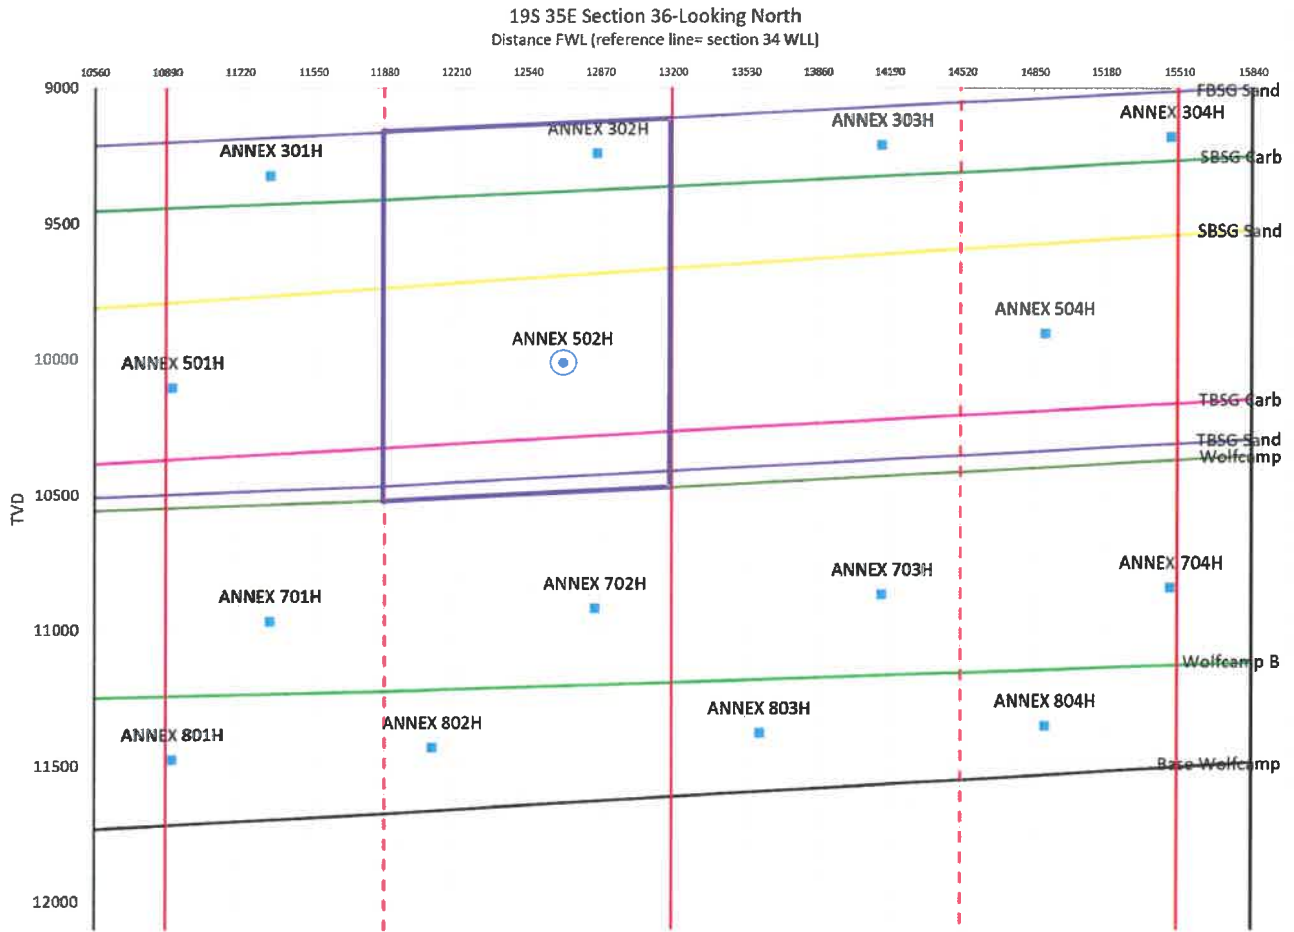 19S 35E Section 36-Looking North
Distance FWL (reference line= section 34 WLL)
10560 10890 11220 11550 11880 12210 12540 12870 13200 13530 13860 14190 14520 14850 15180 15510 15840
9000
FBSG Sand
ANNEX 304H
ANNEX 303H
ANNEX 302H
ANNEX 301H
SBSG Carb
9500
SBSG Sand
ANNEX 504H
ANNEX 502H
10000
ANNEX 501H
TBSG Carb
TBSG Sand
Wolfcamp
10500
TVD
ANNEX 704H
ANNEX 703H
ANNEX 702H
ANNEX 701H
11000
Wolfcamp B
ANNEX 804H
ANNEX 803H
ANNEX 802H
ANNEX 801H
11500
Base Wolfcamp
12000